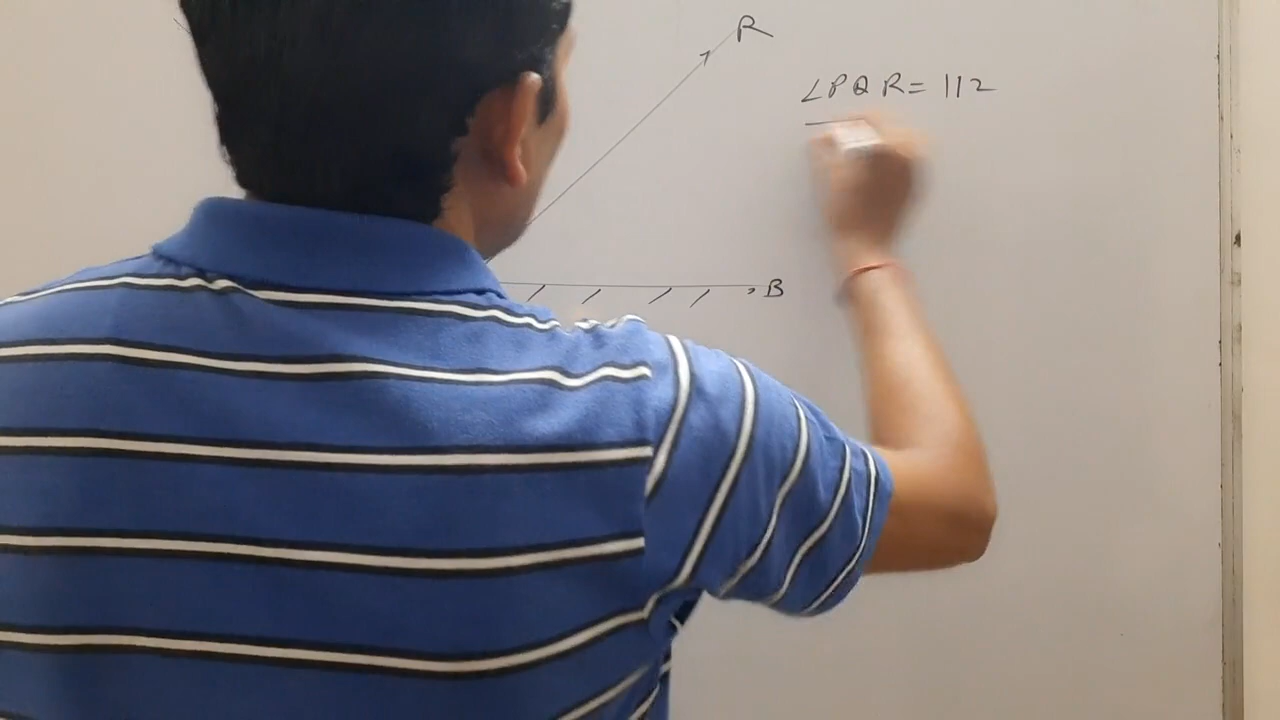 R
∠PQR = 112
B